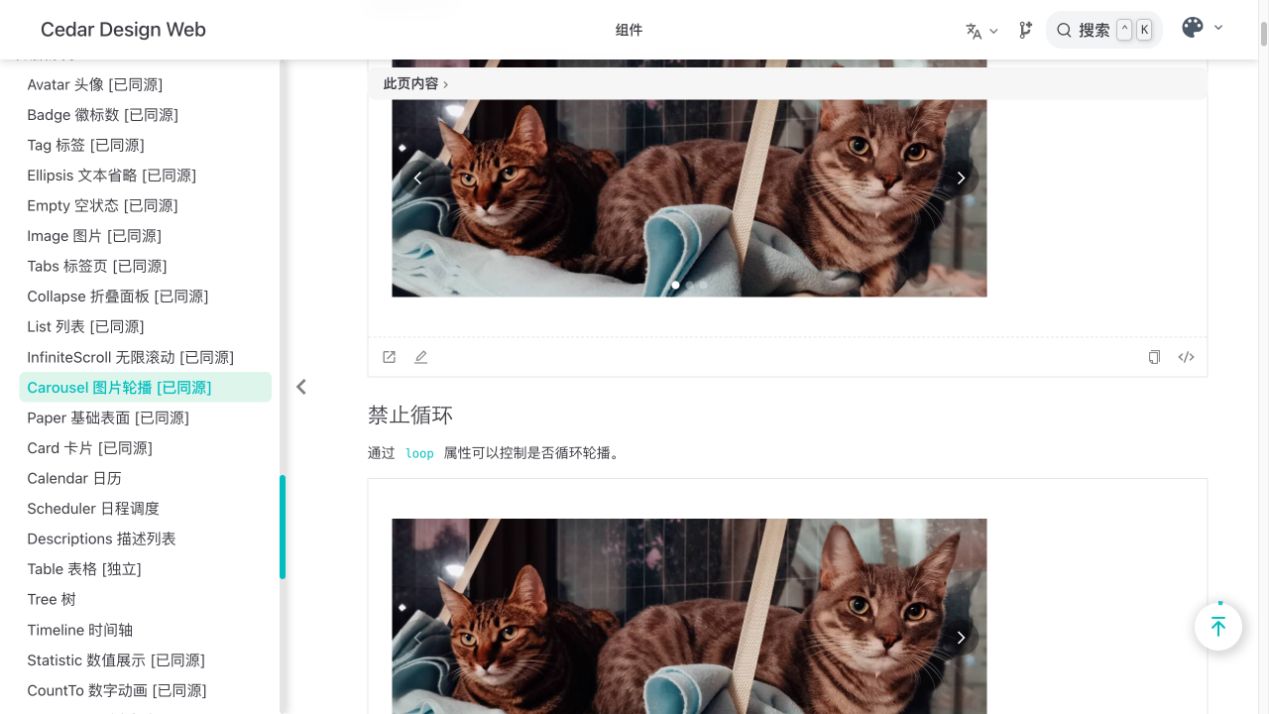 Cedar Design Web
组件
搜索 ^ K
此页内容
Avatar 头像 [已同源]
Badge 徽标数 [已同源]
Tag 标签 [已同源]
Ellipsis 文本省略 [已同源]
Empty 空状态 [已同源]
Image 图片 [已同源]
Tabs 标签页 [已同源]
Collapse 折叠面板 [已同源]
List 列表 [已同源]
InfiniteScroll 无限滚动 [已同源]
Carousel 图片轮播 [已同源]
Paper 基础表面 [已同源]
Card 卡片 [已同源]
Calendar 日历
Scheduler 日程调度
Descriptions 描述列表
Table 表格 [独立]
Tree 树
Timeline 时间轴
Statistic 数值展示 [已同源]
CountTo 数字动画 [已同源]
禁止循环
通过 loop 属性可以控制是否循环轮播。